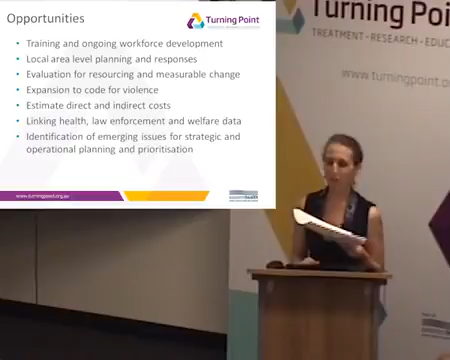 Opportunities
Turning Point
Training and ongoing workforce development
Local area level planning and responses
Evaluation for resourcing and measurable change
Expansion to code for violence
Estimate direct and indirect costs
Linking health, law enforcement and welfare data
Identification of emerging issues for strategic and
operational planning and prioritisation
www.turningpoint.org.au
easternhealth
Turning Poi
TREATMENT • RESEARCH • EDUC
www.turningpoint.or